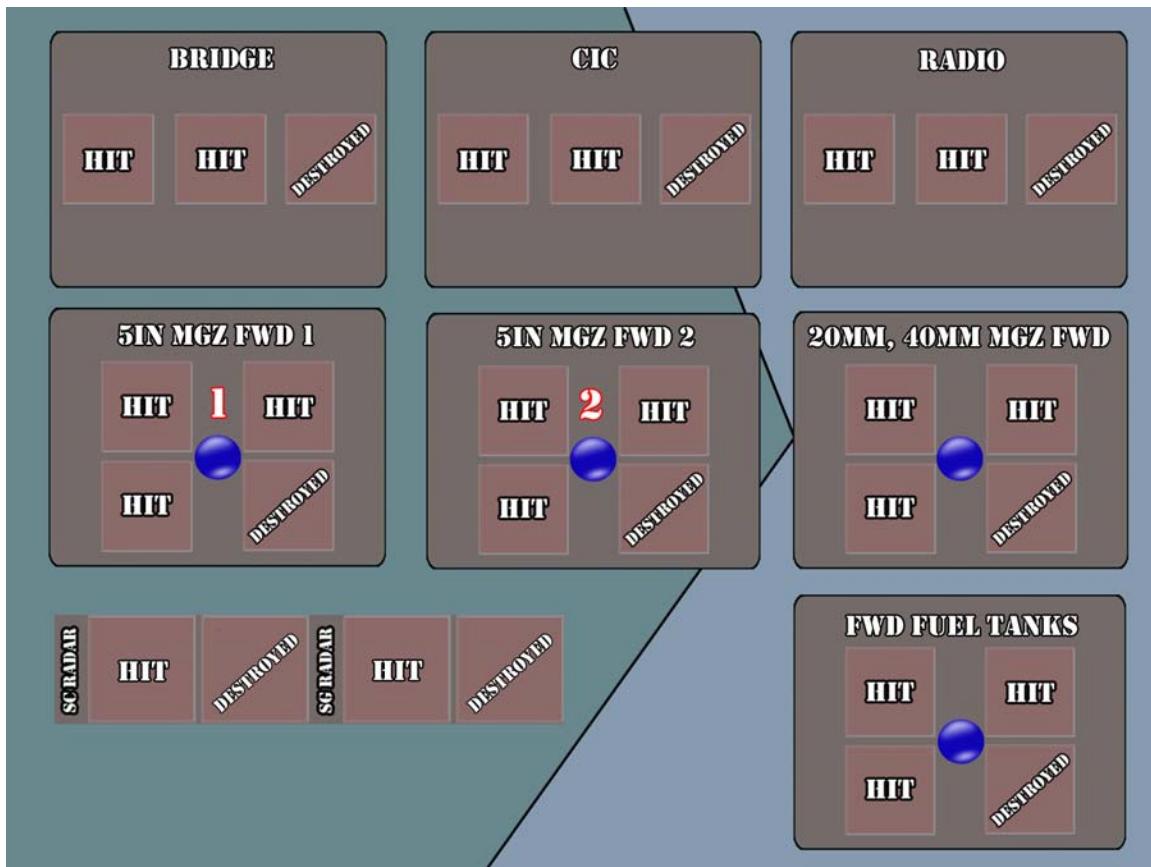 BRIDGE
HIT HIT DESTROYED
CIC
HIT HIT DESTROYED
RADIO
HIT HIT DESTROYED
5IN MGZ FWD 1
HIT 1 HIT
HIT DESTROYED
5IN MGZ FWD 2
HIT 2 HIT
HIT DESTROYED
20MM, 40MM MGZ FWD
HIT HIT
HIT DESTROYED
SC RADAR HIT DESTROYED SG RADAR HIT DESTROYED
FWD FUEL TANKS
HIT HIT
HIT DESTROYED